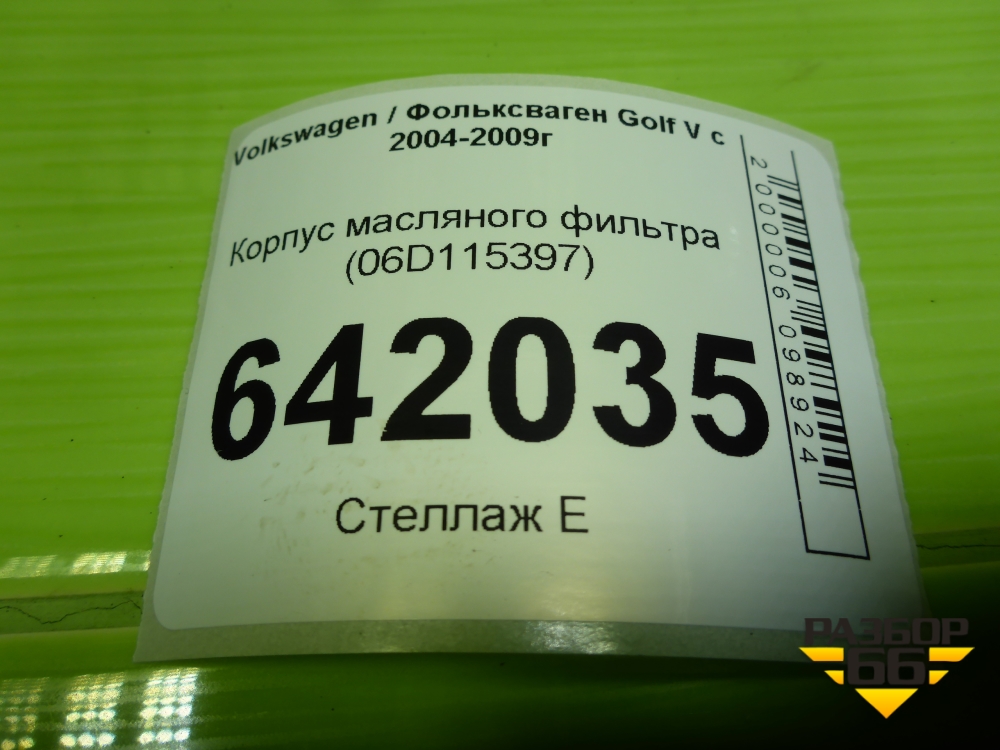 Volkswagen / Фольксваген Golf V с
2004-2009г
Корпус масляного фильтра
(06D115397)
642035
Стеллаж Е
2000006098924
РАЗБОР
66